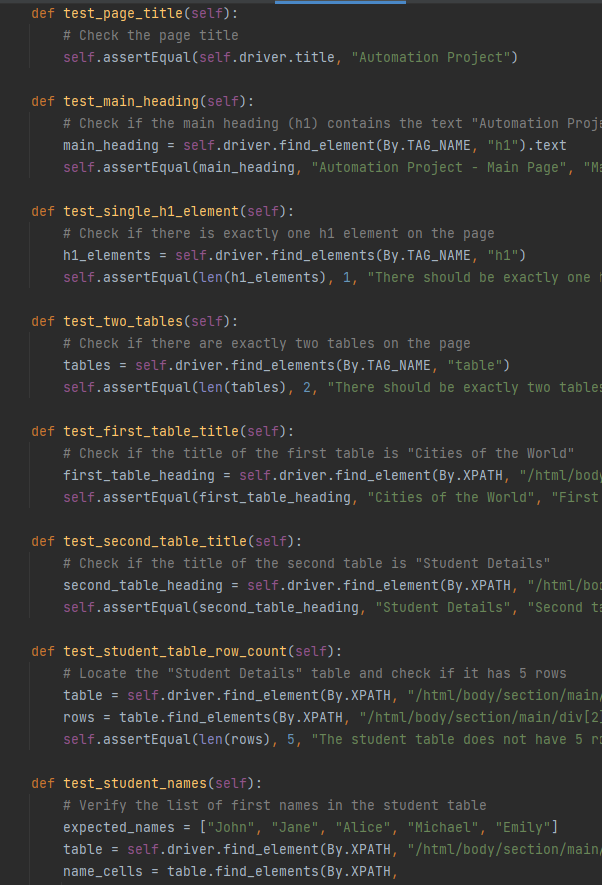 def test_page_title(self):
# Check the page title
self.assertEqual(self.driver.title, "Automation Project")
def test_main_heading(self):
# Check if the main heading (h1) contains the text "Automation Proj
main_heading = self.driver.find_element(By.TAG_NAME, "h1").text
self.assertEqual(main_heading, "Automation Project - Main Page", "Ma
def test_single_h1_element(self):
# Check if there is exactly one h1 element on the page
h1_elements = self.driver.find_elements(By.TAG_NAME, "h1")
self.assertEqual(len(h1_elements), 1, "There should be exactly one
def test_two_tables(self):
# Check if there are exactly two tables on the page
tables = self.driver.find_elements(By.TAG_NAME, "table")
self.assertEqual(len(tables), 2, "There should be exactly two tables
def test_first_table_title(self):
# Check if the title of the first table is "Cities of the World"
first_table_heading = self.driver.find_element(By.XPATH, "/html/body
self.assertEqual(first_table_heading, "Cities of the World", "First
def test_second_table_title(self):
# Check if the title of the second table is "Student Details"
second_table_heading = self.driver.find_element(By.XPATH, "/html/bo
self.assertEqual(second_table_heading, "Student Details", "Second t
def test_student_table_row_count(self):
# Locate the "Student Details" table and check if it has 5 rows
table = self.driver.find_element(By.XPATH, "/html/body/section/main/
rows = table.find_elements(By.XPATH, "/html/body/section/main/div[2]
self.assertEqual(len(rows), 5, "The student table does not have 5 ro
def test_student_names(self):
# Verify the list of first names in the student table
expected_names = ["John", "Jane", "Alice", "Michael", "Emily"]
table = self.driver.find_element(By.XPATH, "/html/body/section/main/
name_cells = table.find_elements(By.XPATH,